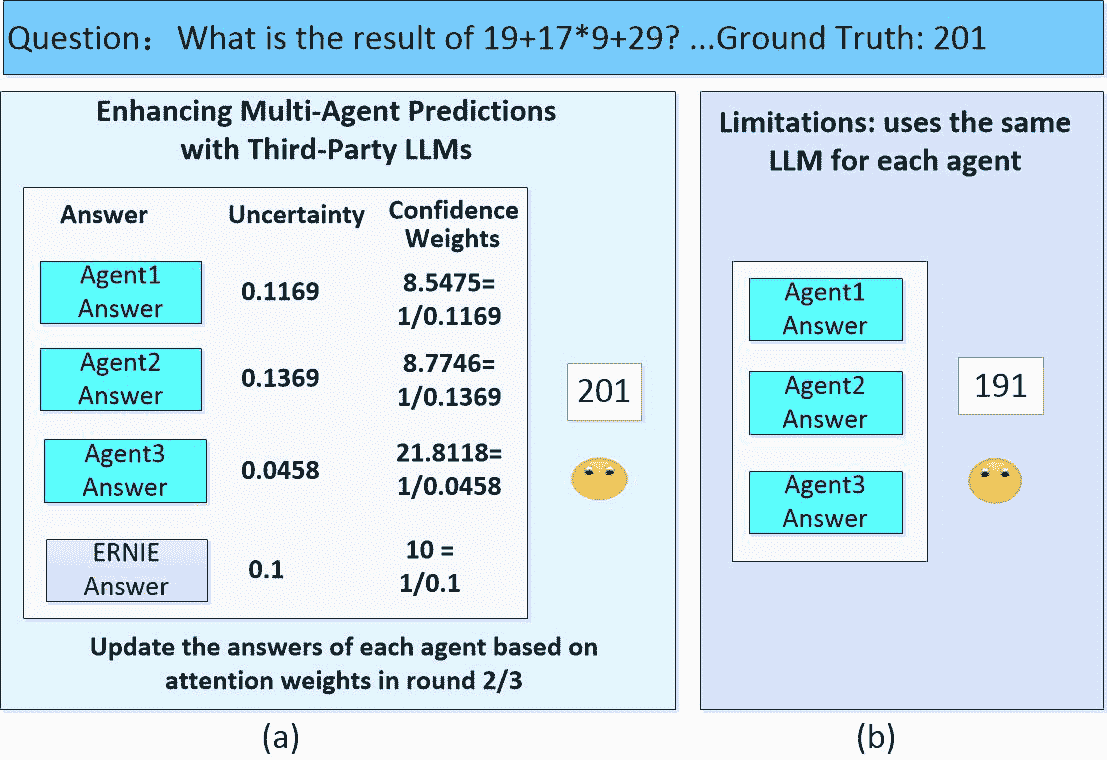 Question： What is the result of 19+17*9+29? ...Ground Truth: 201
Enhancing Multi-Agent Predictions
with Third-Party LLMs
Answer
Uncertainty
Confidence
Weights
Agent1
Answer
0.1169
8.5475=
1/0.1169
Agent2
Answer
0.1369
8.7746=
1/0.1369
Agent3
Answer
0.0458
21.8118=
1/0.0458
ERNIE
Answer
0.1
10 =
1/0.1
201
Update the answers of each agent based on
attention weights in round 2/3
(a)
Limitations: uses the same
LLM for each agent
Agent1
Answer
Agent2
Answer
Agent3
Answer
191
(b)